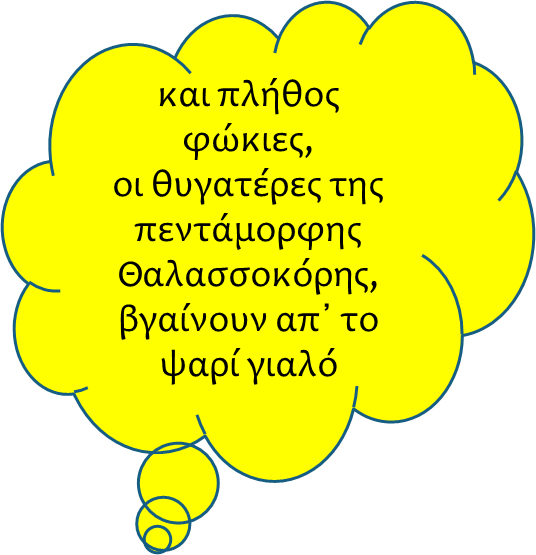 και πλήθος
φώκιες,
οι θυγατέρες της
πεντάμορφης
Θαλασσοκόρης,
βγαίνουν απ᾽ το
ψαρί γιαλό